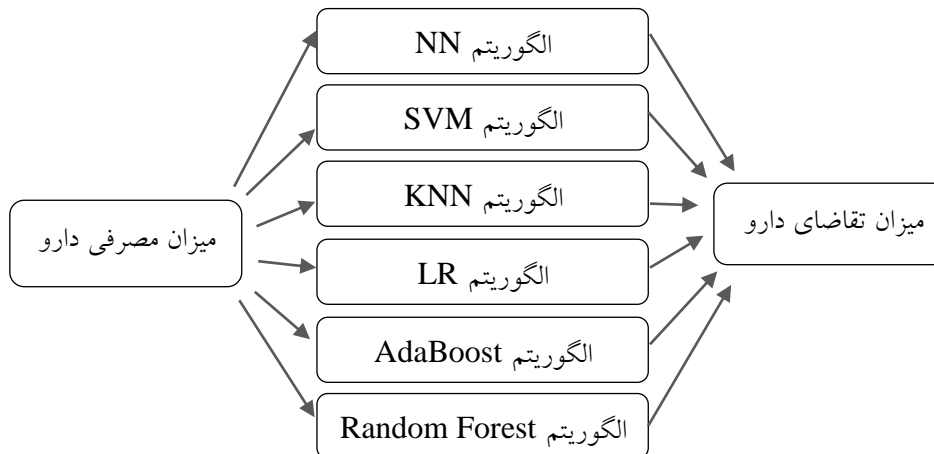 الگوریتم NN
الگوریتم SVM
الگوریتم KNN
الگوریتم LR
الگوریتم AdaBoost
الگوریتم Random Forest
میزان مصرفی دارو
میزان تقاضای دارو